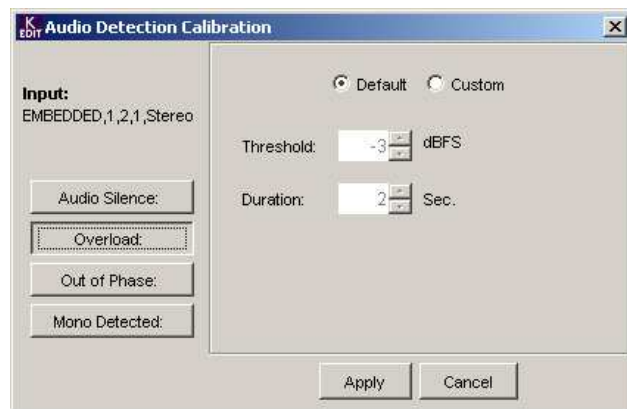 K EDIT Audio Detection Calibration
Input:
EMBEDDED,1,2,1,Stereo
Audio Silence:
Overload:
Out of Phase:
Mono Detected:
Default Custom
Threshold: -3 dBFS
Duration: 2 Sec.
Apply Cancel